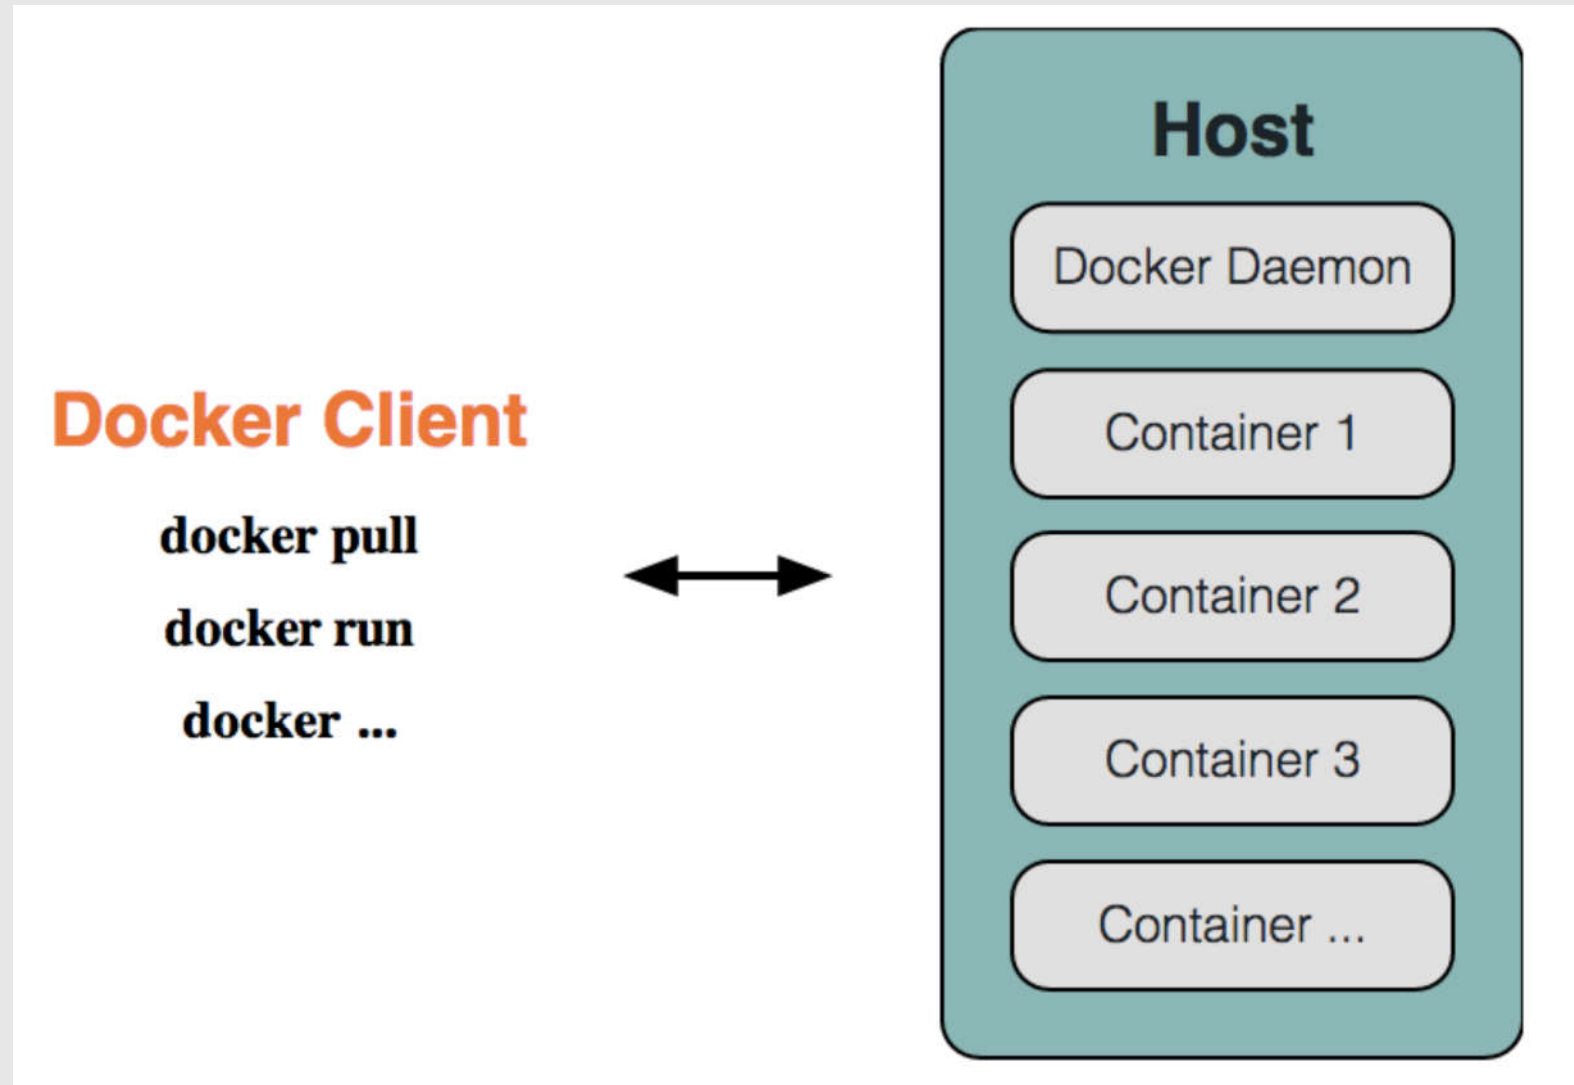 Docker Client
docker pull
docker run
docker ...
Host
Docker Daemon
Container 1
Container 2
Container 3
Container ...